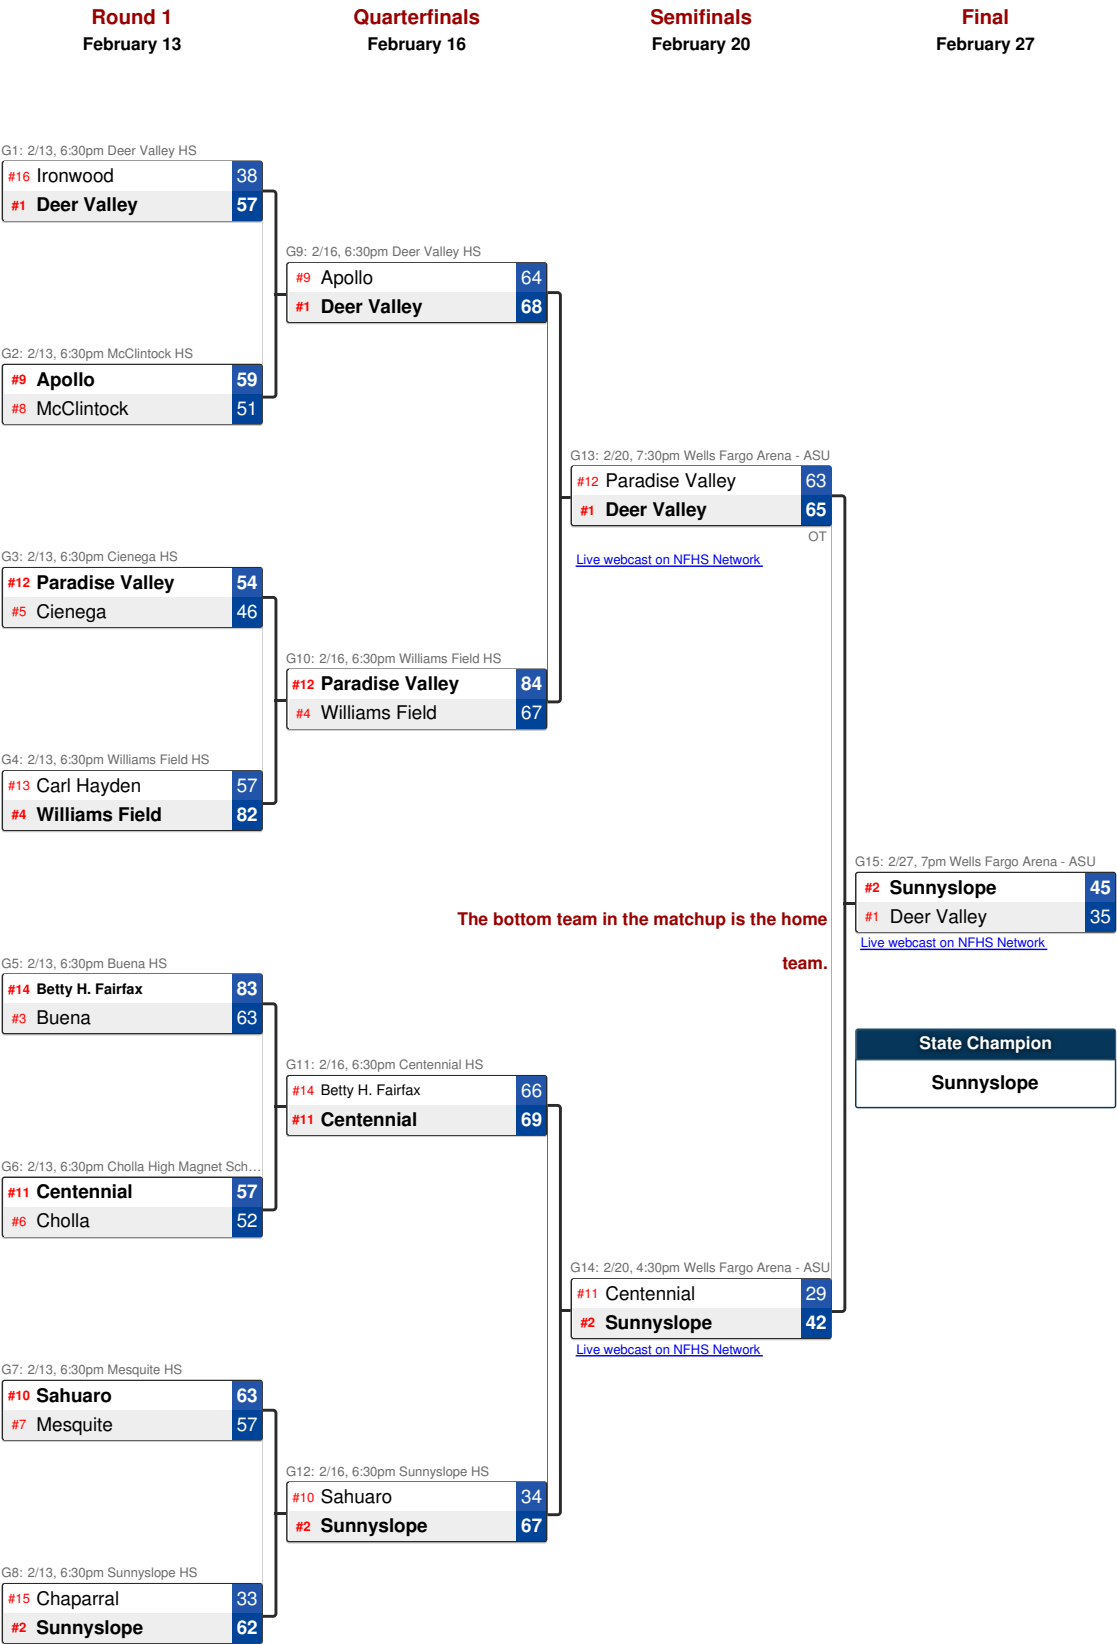 Round 1
February 13
Quarterfinals
February 16
Semifinals
February 20
Final
February 27
G1: 2/13, 6:30pm Deer Valley HS
#16 Ironwood 38
#1 Deer Valley 57
G9: 2/16, 6:30pm Deer Valley HS
#9 Apollo 64
#1 Deer Valley 68
G2: 2/13, 6:30pm McClintock HS
#9 Apollo 59
#8 McClintock 51
G13: 2/20, 7:30pm Wells Fargo Arena - ASU
#12 Paradise Valley 63
#1 Deer Valley 65
OT
Live webcast on NFHS Network
G3: 2/13, 6:30pm Cienega HS
#12 Paradise Valley 54
#5 Cienega 46
G10: 2/16, 6:30pm Williams Field HS
#12 Paradise Valley 84
#4 Williams Field 67
G4: 2/13, 6:30pm Williams Field HS
#13 Carl Hayden 57
#4 Williams Field 82
G15: 2/27, 7pm Wells Fargo Arena - ASU
#2 Sunnyslope 45
#1 Deer Valley 35
Live webcast on NFHS Network
The bottom team in the matchup is the home
team.
G5: 2/13, 6:30pm Buena HS
#14 Betty H. Fairfax 83
#3 Buena 63
State Champion
Sunnyslope
G11: 2/16, 6:30pm Centennial HS
#14 Betty H. Fairfax 66
#11 Centennial 69
G6: 2/13, 6:30pm Cholla High Magnet Sch...
#11 Centennial 57
#6 Cholla 52
G14: 2/20, 4:30pm Wells Fargo Arena - ASU
#11 Centennial 29
#2 Sunnyslope 42
Live webcast on NFHS Network
G7: 2/13, 6:30pm Mesquite HS
#10 Sahuaro 63
#7 Mesquite 57
G12: 2/16, 6:30pm Sunnyslope HS
#10 Sahuaro 34
#2 Sunnyslope 67
G8: 2/13, 6:30pm Sunnyslope HS
#15 Chaparral 33
#2 Sunnyslope 62